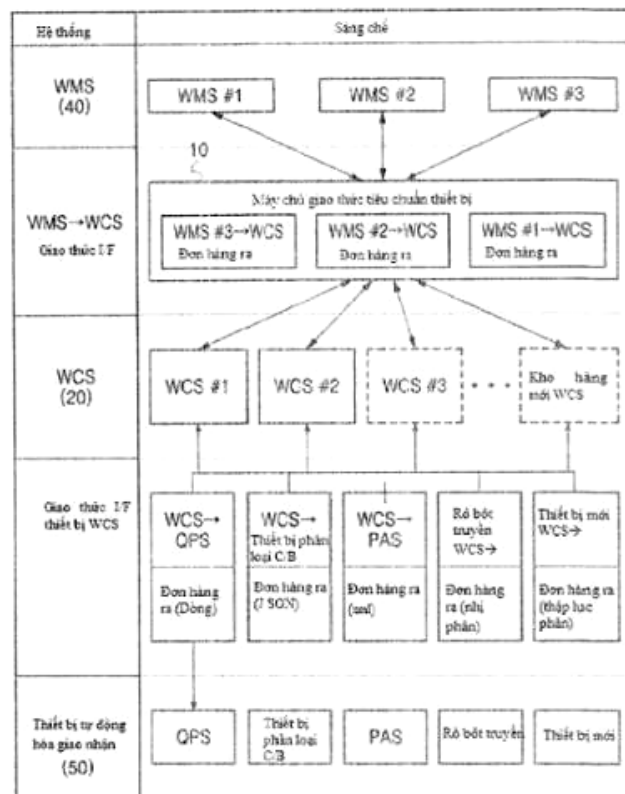 Hệ thống
Sáng chế
WMS
(40)
WMS #1
WMS #2
WMS #3
10
WMS→WCS
Giao thức I/F
Máy chủ giao thức tiêu chuẩn thiết bị
WMS #3→WCS
Đơn hàng ra
WMS #2→WCS
Đơn hàng ra
WMS #1→WCS
Đơn hàng ra
WCS
(20)
WCS #1
WCS #2
WCS #3
Kho hàng
mới WCS
Giao thức I/F
thiết bị WCS
WCS→
QPS
Đơn hàng
ra (Dòng)
WCS→
Thiết bị phân
loại C/B
Đơn hàng
ra (J SON)
WCS→
PAS
Đơn hàng
ra (xml)
Rô bốt
truyền
WCS→
Đơn hàng
ra (nhị
phân)
Thiết bị mới
WCS→
Đơn hàng ra
(thập lục
phân)
Thiết bị tự động
hóa giao nhận
(50)
QPS
Thiết bị
phân loại
C/B
PAS
Rô bốt truyền
Thiết bị mới